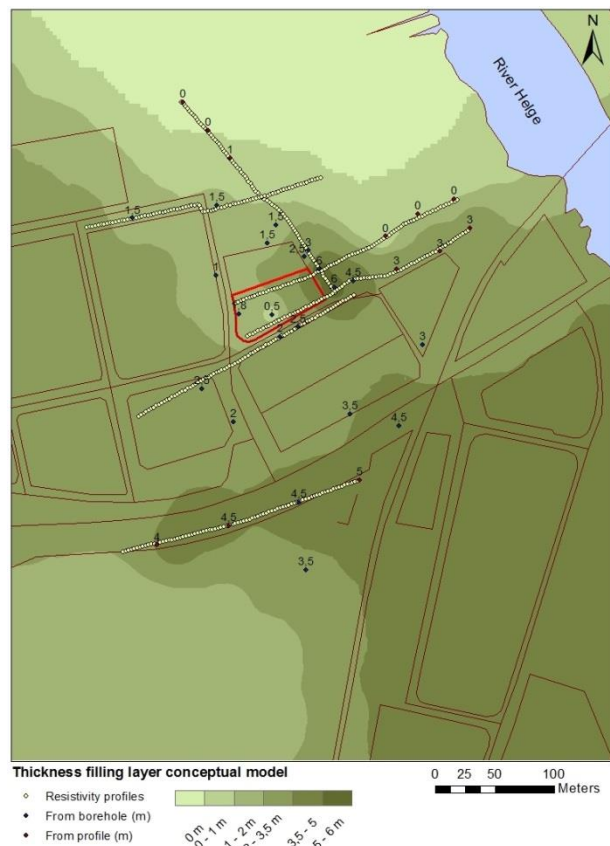 N
River Helge
0
0
1
1,5
1,5
1,5
1,5
2,5
3
1
6
6
4,5
0
0
0
3
3
3
0,5
2
3
2
3,5
4,5
5
4,5
4,5
4
3,5
Thickness filling layer conceptual model
Resistivity profiles
From borehole (m)
From profile (m)
0 m
0 - 1 m
1 - 2 m
2 - 3,5 m
3,5 - 5
5 - 6 m
0 25 50 100
Meters